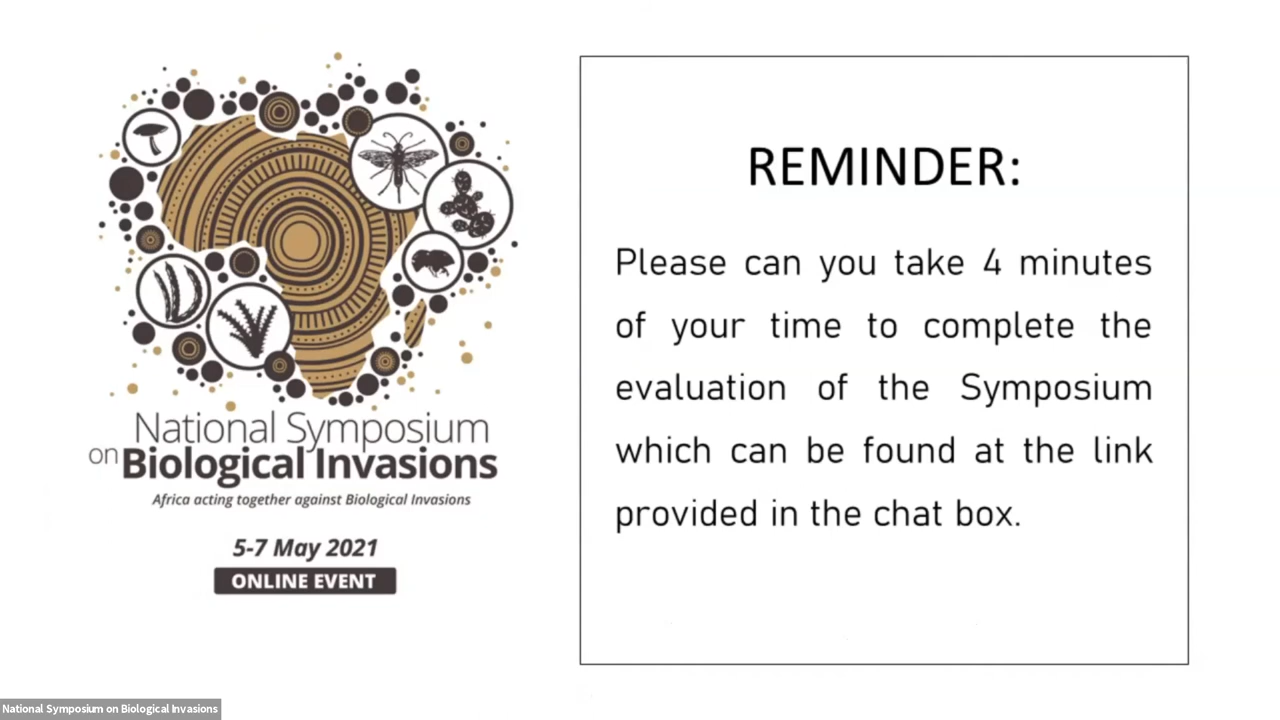 National Symposium
on Biological Invasions
Africa acting together against Biological Invasions
5-7 May 2021
ONLINE EVENT
REMINDER:
Please can you take 4 minutes
of your time to complete the
evaluation of the Symposium
which can be found at the link
provided in the chat box.
National Symposium on Biological Invasions